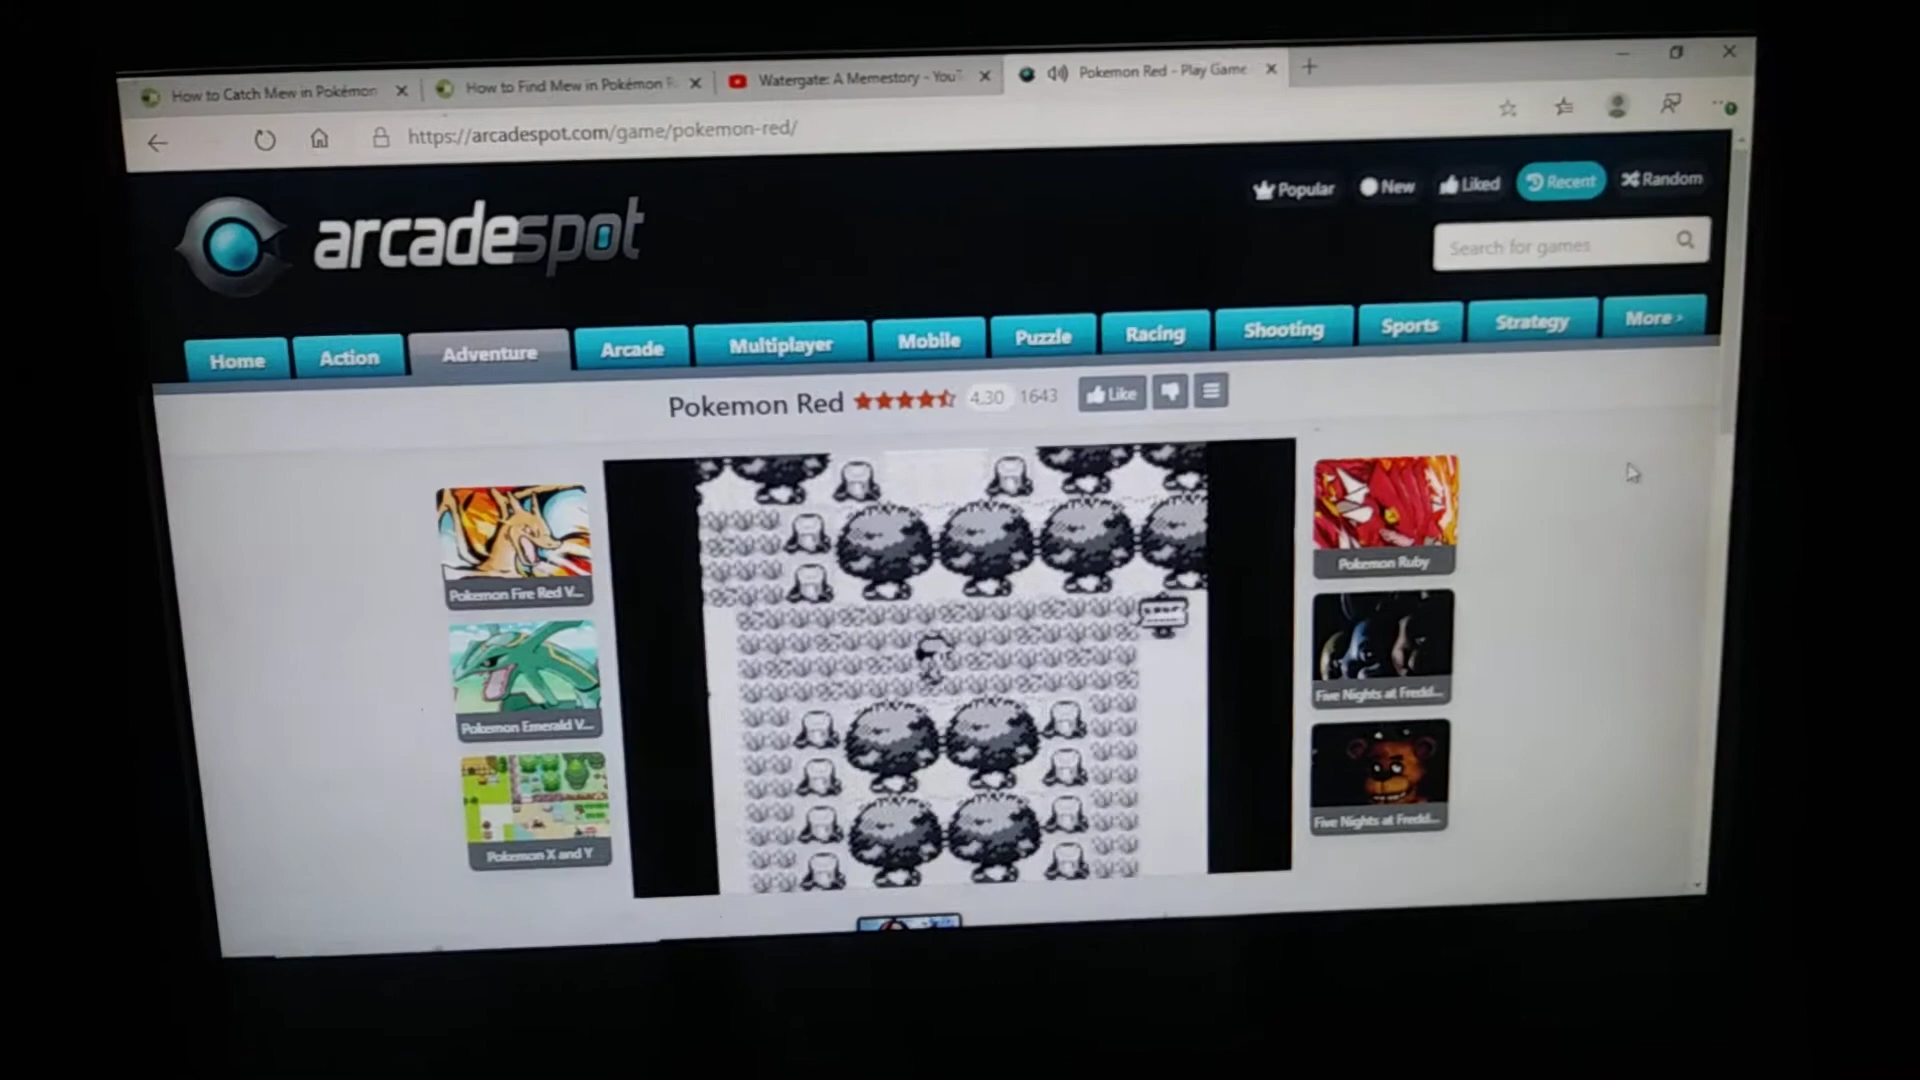 How to Catch Mew in Pokémon
How to Find Mew in Pokémon R
Watergate: A Memestory - YouT
Pokemon Red - Play Game
https://arcadespot.com/game/pokemon-red/
Popular
New
Liked
Recent
Random
arcadespot
Search for games
Home
Action
Adventure
Arcade
Multiplayer
Mobile
Puzzle
Racing
Shooting
Sports
Strategy
More ›
Pokemon Red
4.30
1643
Like
Pokemon Fire Red V...
Pokemon Emerald V...
Pokemon X and Y
Pokemon Ruby
Five Nights at Fredd...
Five Nights at Fredd...